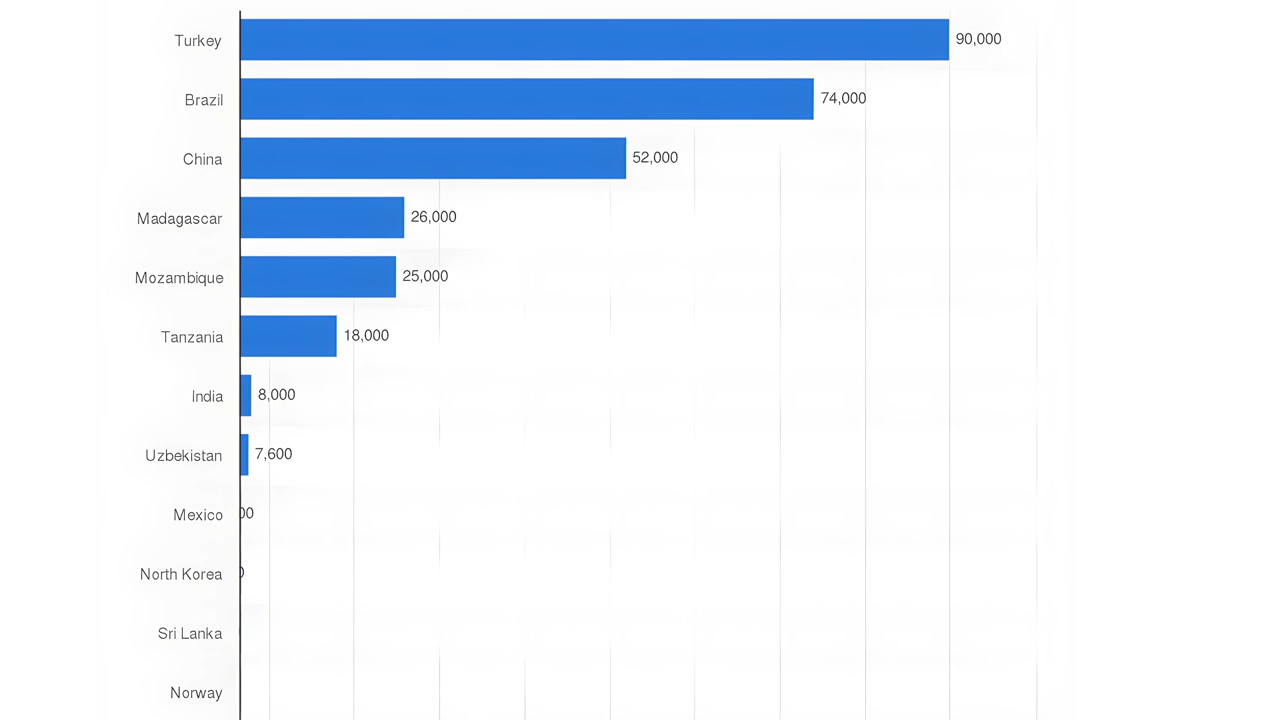 Turkey 90,000
Brazil 74,000
China 52,000
Madagascar 26,000
Mozambique 25,000
Tanzania 18,000
India 8,000
Uzbekistan 7,600
Mexico
North Korea
Sri Lanka
Norway